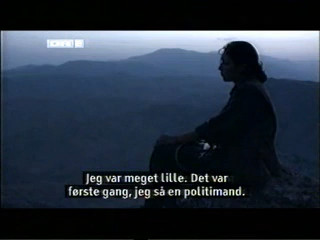 Jeg var meget lille. Det var
første gang, jeg så en politimand.